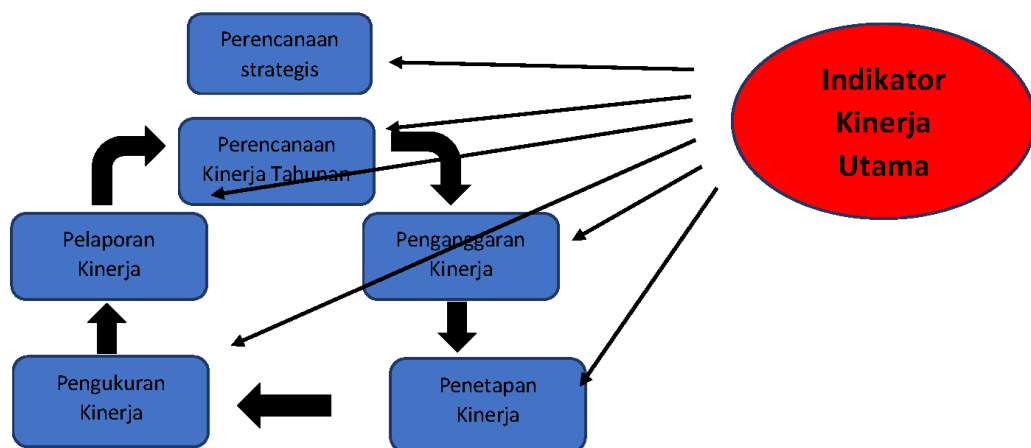 Perencanaan
strategis
Indikator
Kinerja
Utama
Perencanaan
Kinerja Tahunan
Pelaporan
Kinerja
Penganggaran
Kinerja
Pengukuran
Kinerja
Penetapan
Kinerja